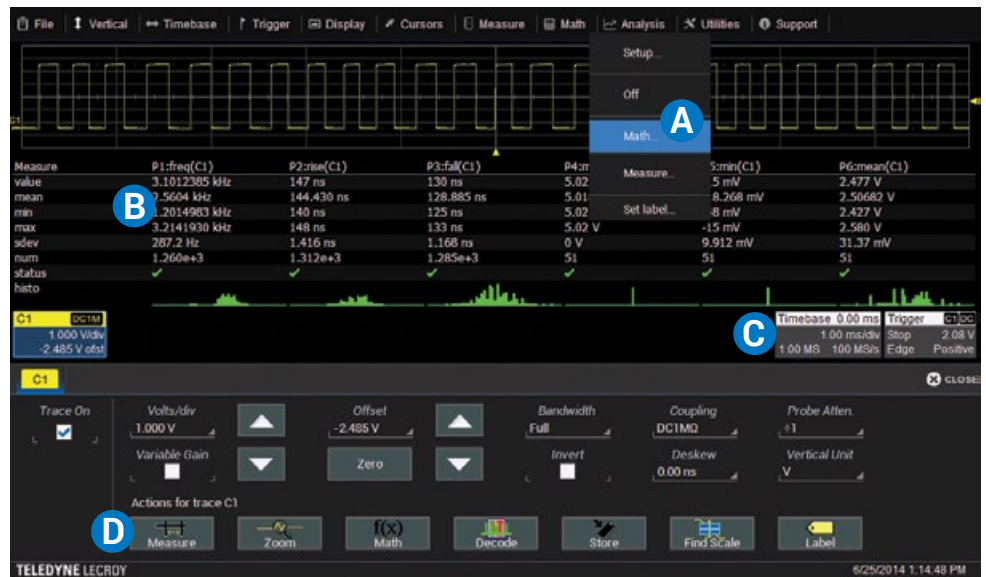 File Vertical Timebase Trigger Display Cursors Measure Math Analysis Utilities Support
Setup...
Off
Math...
Measure...
Set label...
A
C1
Measure P1:freq(C1) P2:rise(C1) P3:fall(C1) P4:m 5:min(C1) P6:mean(C1)
value 3.1012385 kHz 147 ns 130 ns 5.02 5 mV 2.477 V
mean 2.5604 kHz 144.430 ns 128.885 ns 5.01 8.268 mV 2.50682 V
B
min 1.2014983 kHz 140 ns 125 ns 5.02 8 mV 2.427 V
max 3.2141930 kHz 148 ns 133 ns 5.02 V -15 mV 2.580 V
sdev 287.2 Hz 1.416 ns 1.168 ns 0 V 9.912 mV 31.37 mV
num 1.260e+3 1.312e+3 1.285e+3 51 51 51
status
histo
C1 DC1M
1.000 V/div
-2.485 V ofst
C
Timebase 0.00 ms Trigger C1 DC
1.00 ms/div Stop 2.08 V
1.00 MS 100 MS/s Edge Positive
C1 CLOSE
Trace On Volts/div Offset Bandwidth Coupling Probe Atten.
1.000 V -2.485 V Full DC1MΩ ÷1
Variable Gain Zero Invert Deskew Vertical Unit
0.00 ns V
Actions for trace C1
D
Measure Zoom f(x) Math Decode Store Find Scale Label
TELEDYNE LECROY 6/25/2014 1:14:48 PM